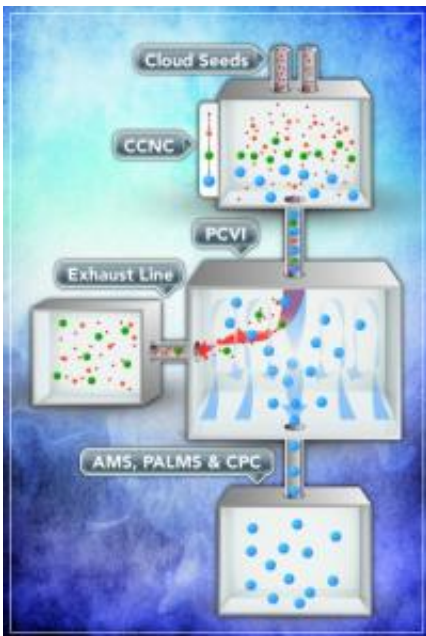 Cloud Seeds
CCNC
PCVI
Exhaust Line
AMS, PALMS & CPC